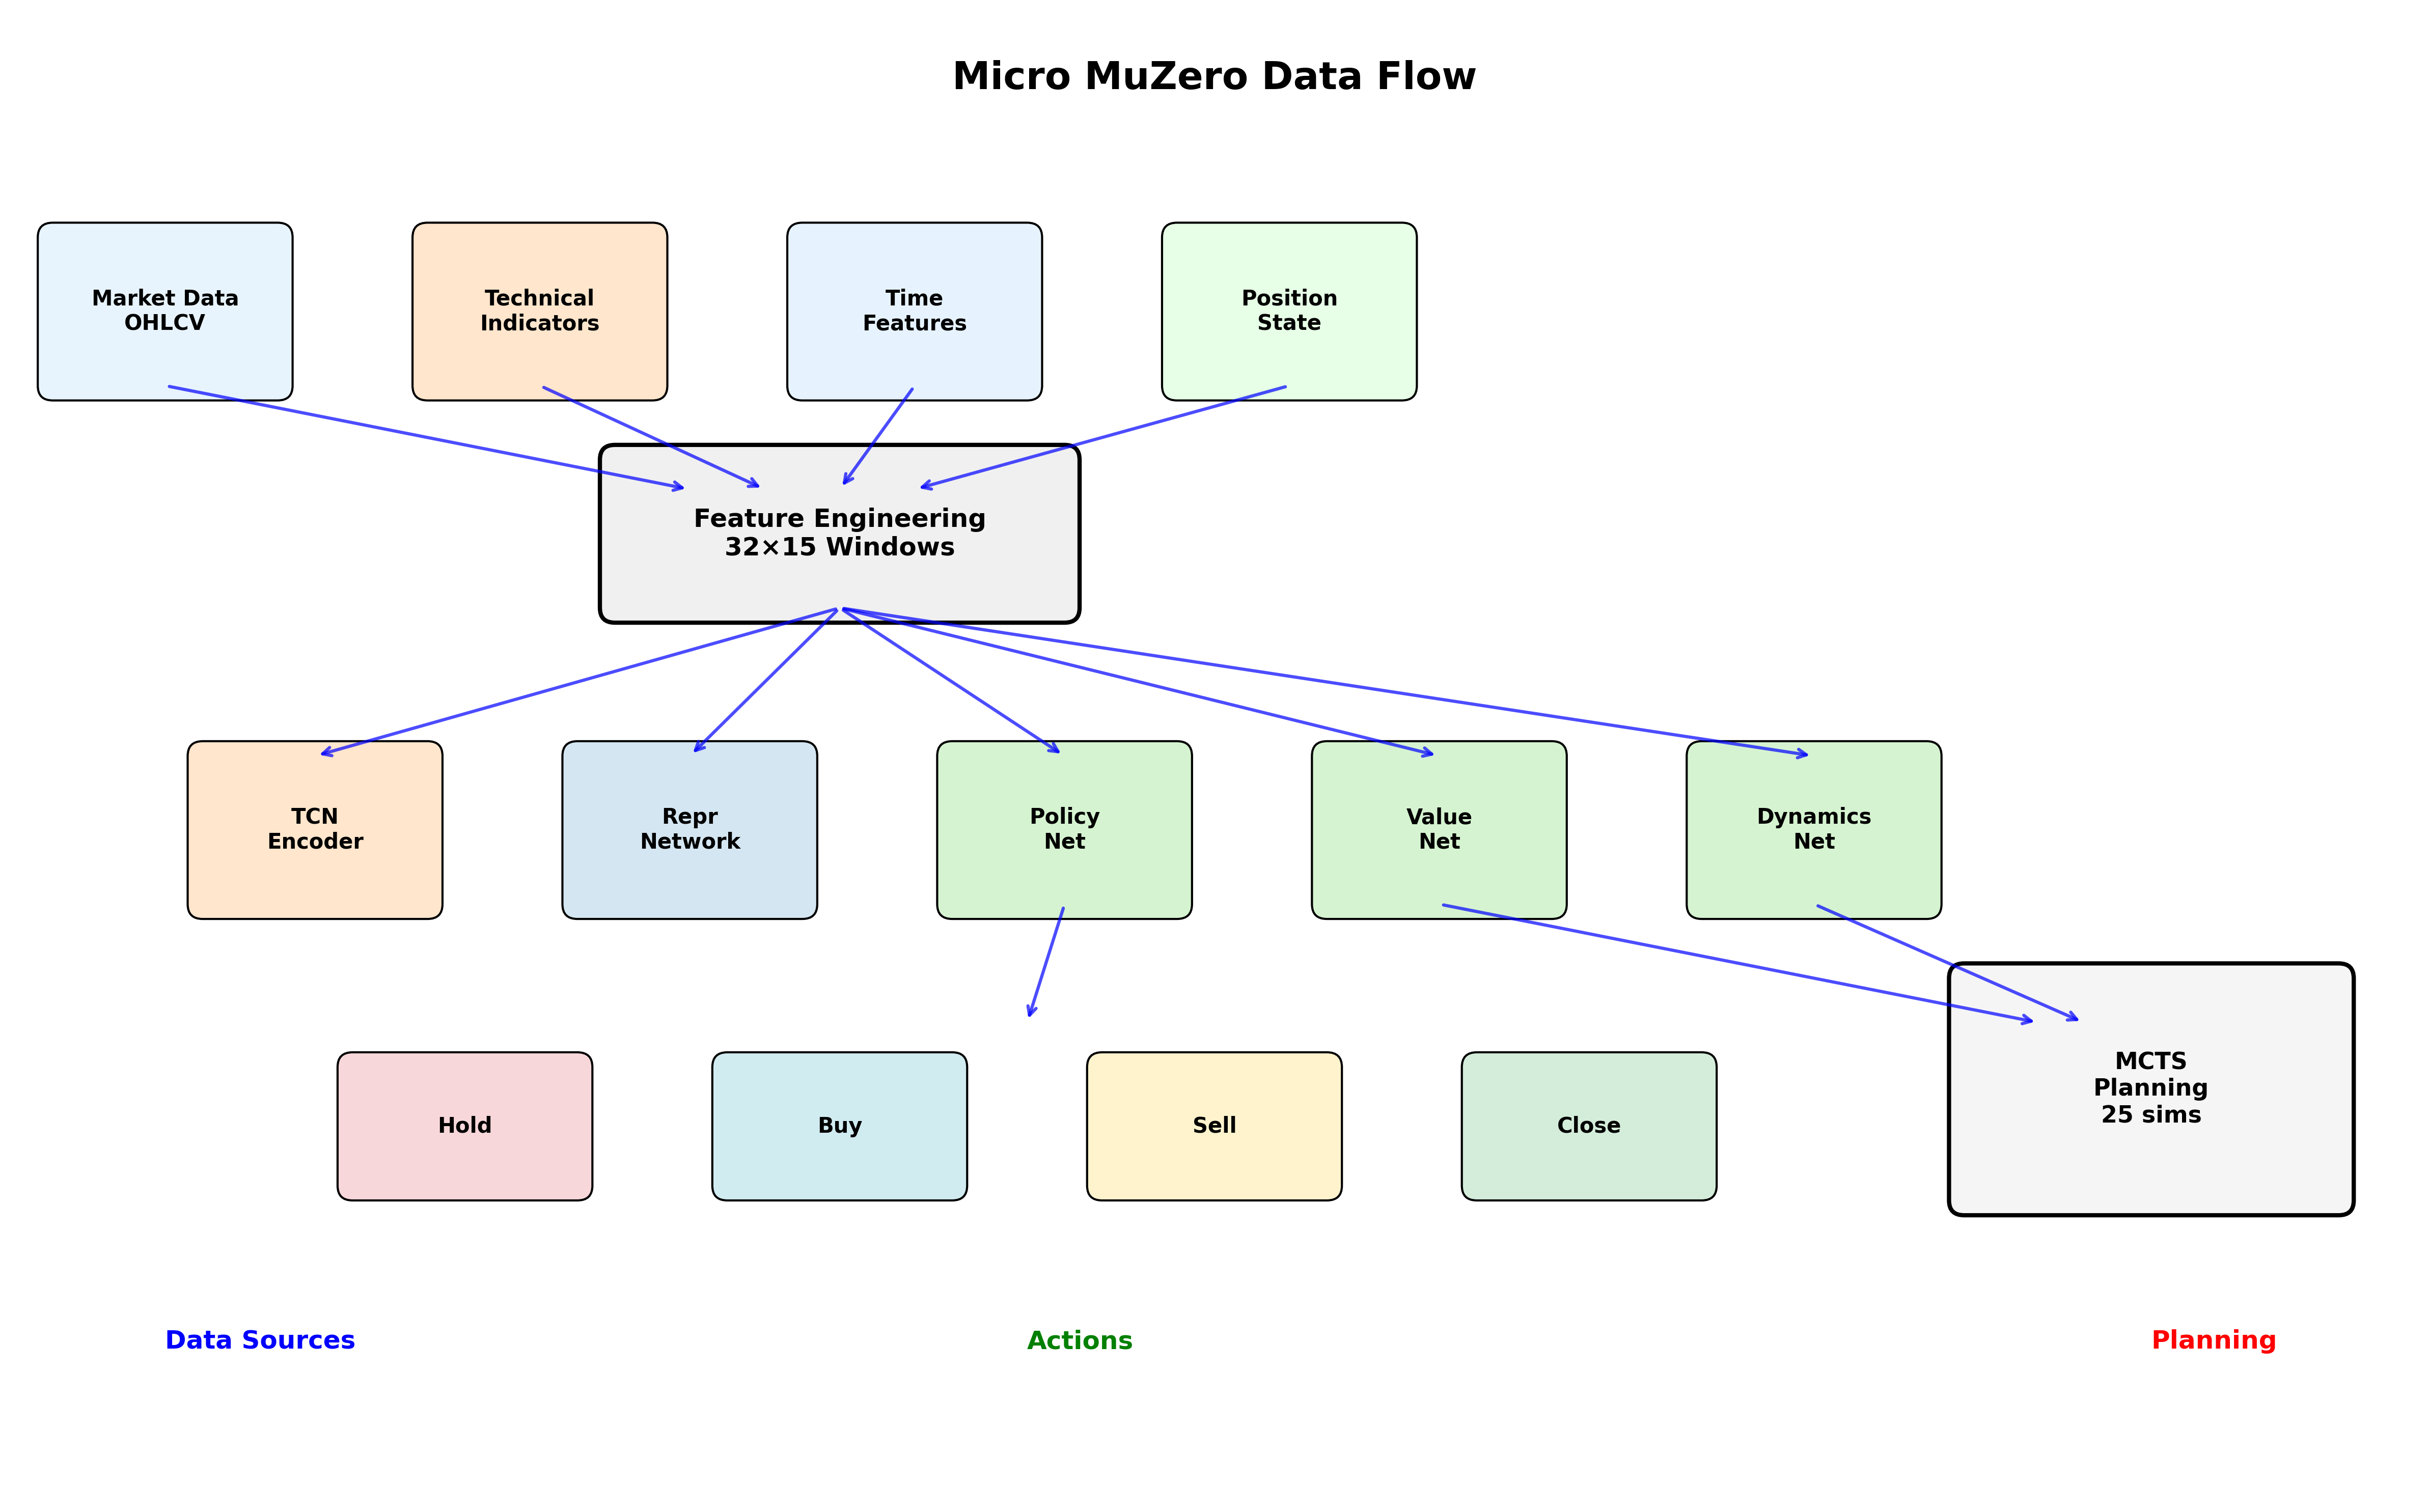 Micro MuZero Data Flow
Market Data
OHLCV
Technical
Indicators
Time
Features
Position
State
Feature Engineering
32×15 Windows
TCN
Encoder
Repr
Network
Policy
Net
Value
Net
Dynamics
Net
Hold
Buy
Sell
Close
MCTS
Planning
25 sims
Data Sources
Actions
Planning